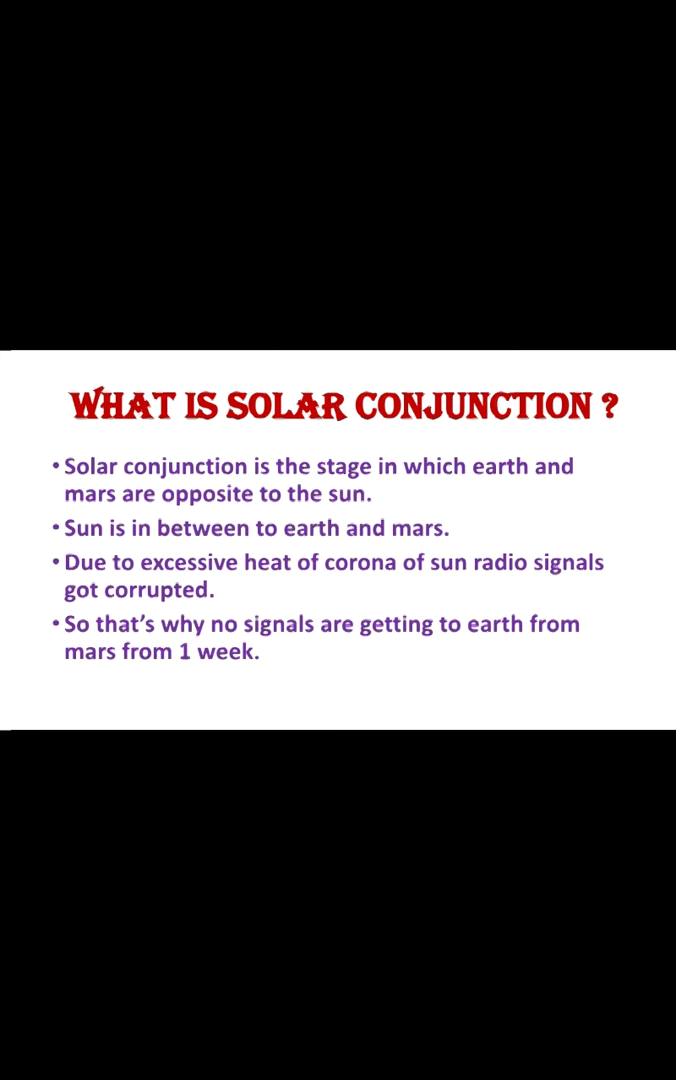 WHAT IS SOLAR CONJUNCTION ?
• Solar conjunction is the stage in which earth and
mars are opposite to the sun.
• Sun is in between to earth and mars.
• Due to excessive heat of corona of sun radio signals
got corrupted.
• So that's why no signals are getting to earth from
mars from 1 week.